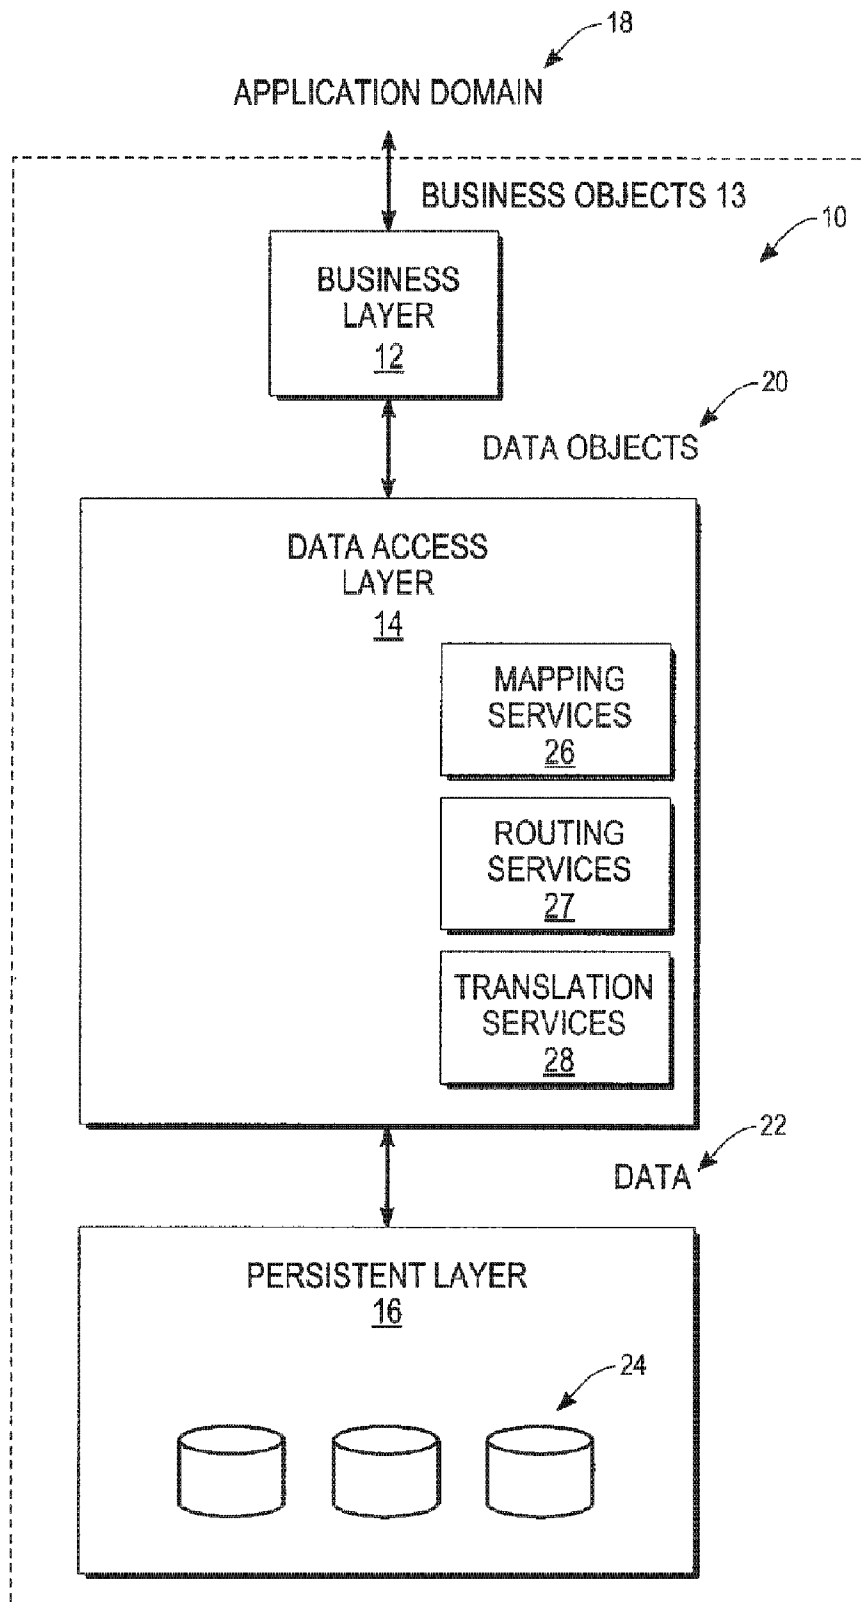 18
APPLICATION DOMAIN
BUSINESS OBJECTS 13
10
BUSINESS
LAYER
12
20
DATA OBJECTS
DATA ACCESS
LAYER
14
MAPPING
SERVICES
26
ROUTING
SERVICES
27
TRANSLATION
SERVICES
28
22
DATA
PERSISTENT LAYER
16
24